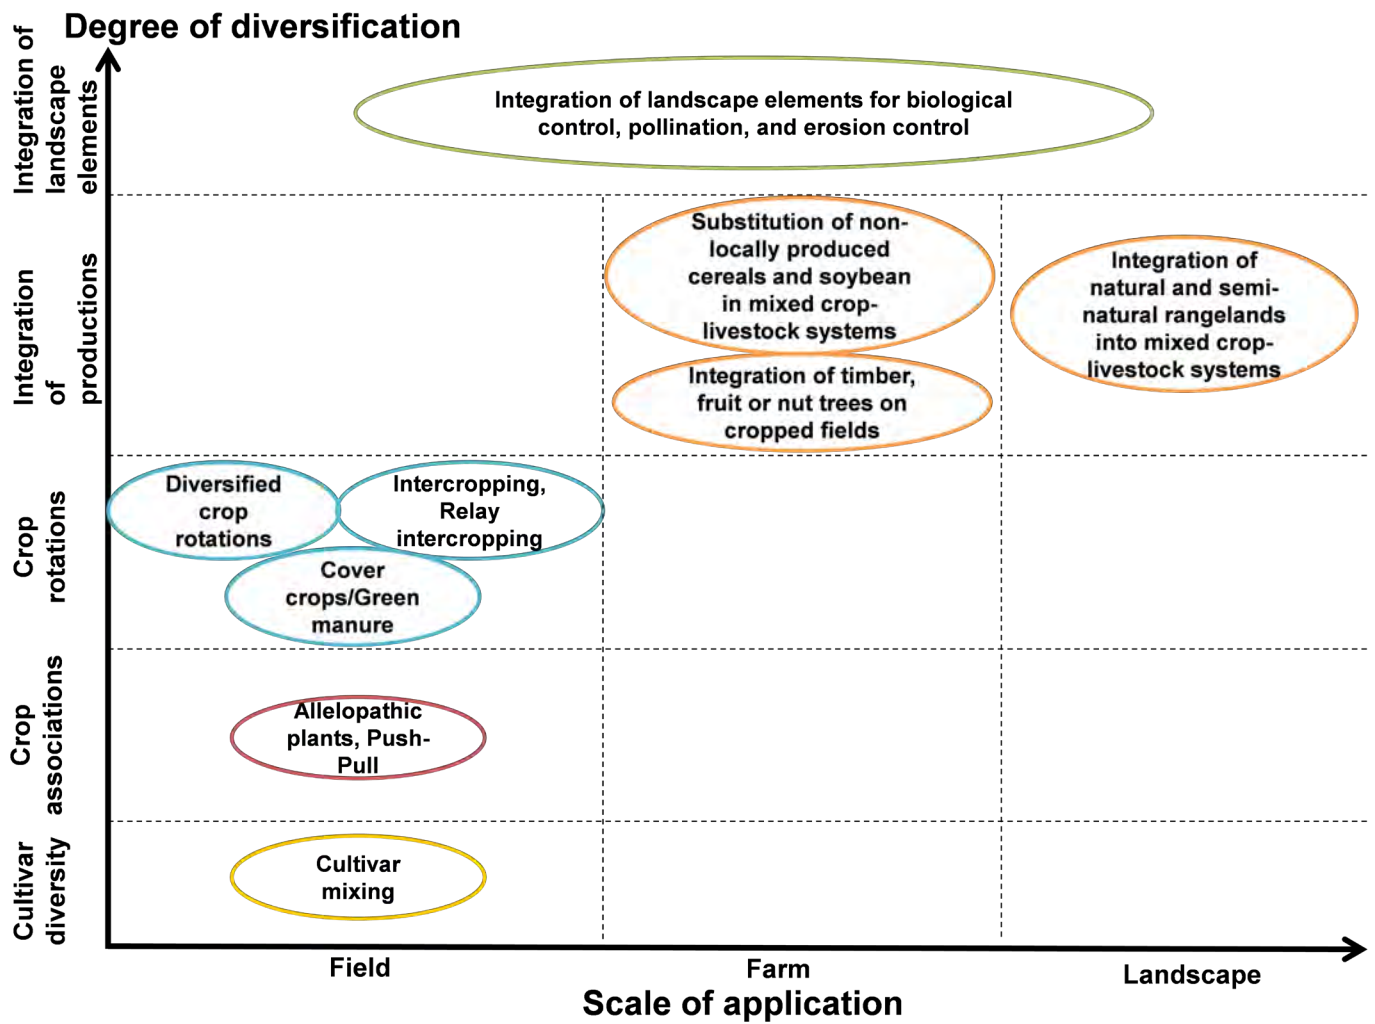 Degree of diversification
Integration of
landscape
elements
Integration of landscape elements for biological
control, pollination, and erosion control
Integration
of
productions
Substitution of non-
locally produced
cereals and soybean
in mixed crop-
livestock systems
Integration of
natural and semi-
natural rangelands
into mixed crop-
livestock systems
Integration of timber,
fruit or nut trees on
cropped fields
Crop
rotations
Diversified
crop
rotations
Intercropping,
Relay
intercropping
Cover
crops/Green
manure
Crop
associations
Allelopathic
plants, Push-
Pull
Cultivar
diversity
Cultivar
mixing
Field
Farm
Landscape
Scale of application